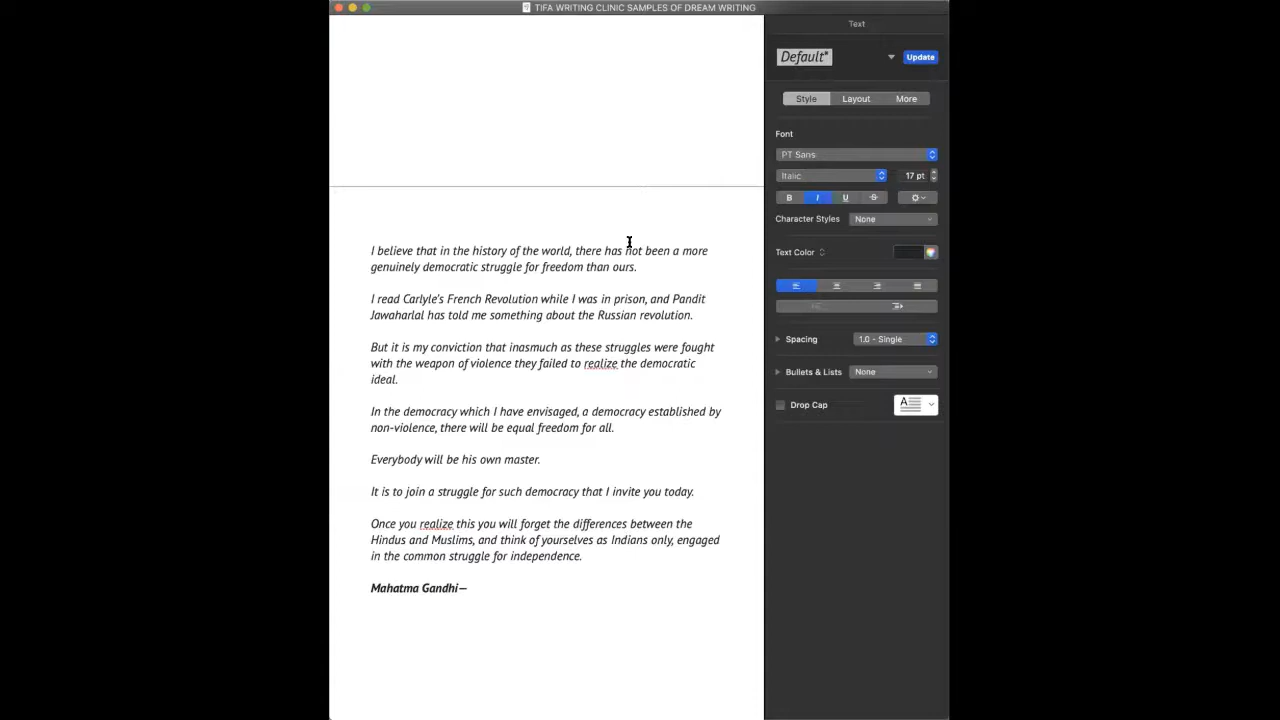 TIFA WRITING CLINIC SAMPLES OF DREAM WRITING
Text
Default*
Update
Style
Layout
More
Font
PT Sans
Italic
17 pt
B
I
U
S
Character Styles
None
Text Color
Spacing
1.0 - Single
Bullets & Lists
None
Drop Cap
A
I believe that in the history of the world, there has not been a more
genuinely democratic struggle for freedom than ours.
I read Carlyle's French Revolution while I was in prison, and Pandit
Jawaharlal has told me something about the Russian revolution.
But it is my conviction that inasmuch as these struggles were fought
with the weapon of violence they failed to realize the democratic
ideal.
In the democracy which I have envisaged, a democracy established by
non-violence, there will be equal freedom for all.
Everybody will be his own master.
It is to join a struggle for such democracy that I invite you today.
Once you realize this you will forget the differences between the
Hindus and Muslims, and think of yourselves as Indians only, engaged
in the common struggle for independence.
Mahatma Gandhi—